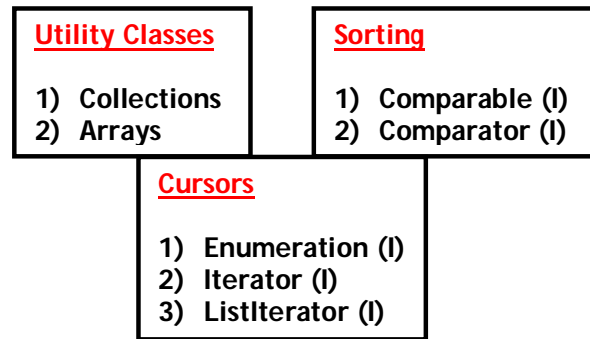 Utility Classes
1) Collections
2) Arrays
Sorting
1) Comparable (I)
2) Comparator (I)
Cursors
1) Enumeration (I)
2) Iterator (I)
3) ListIterator (I)